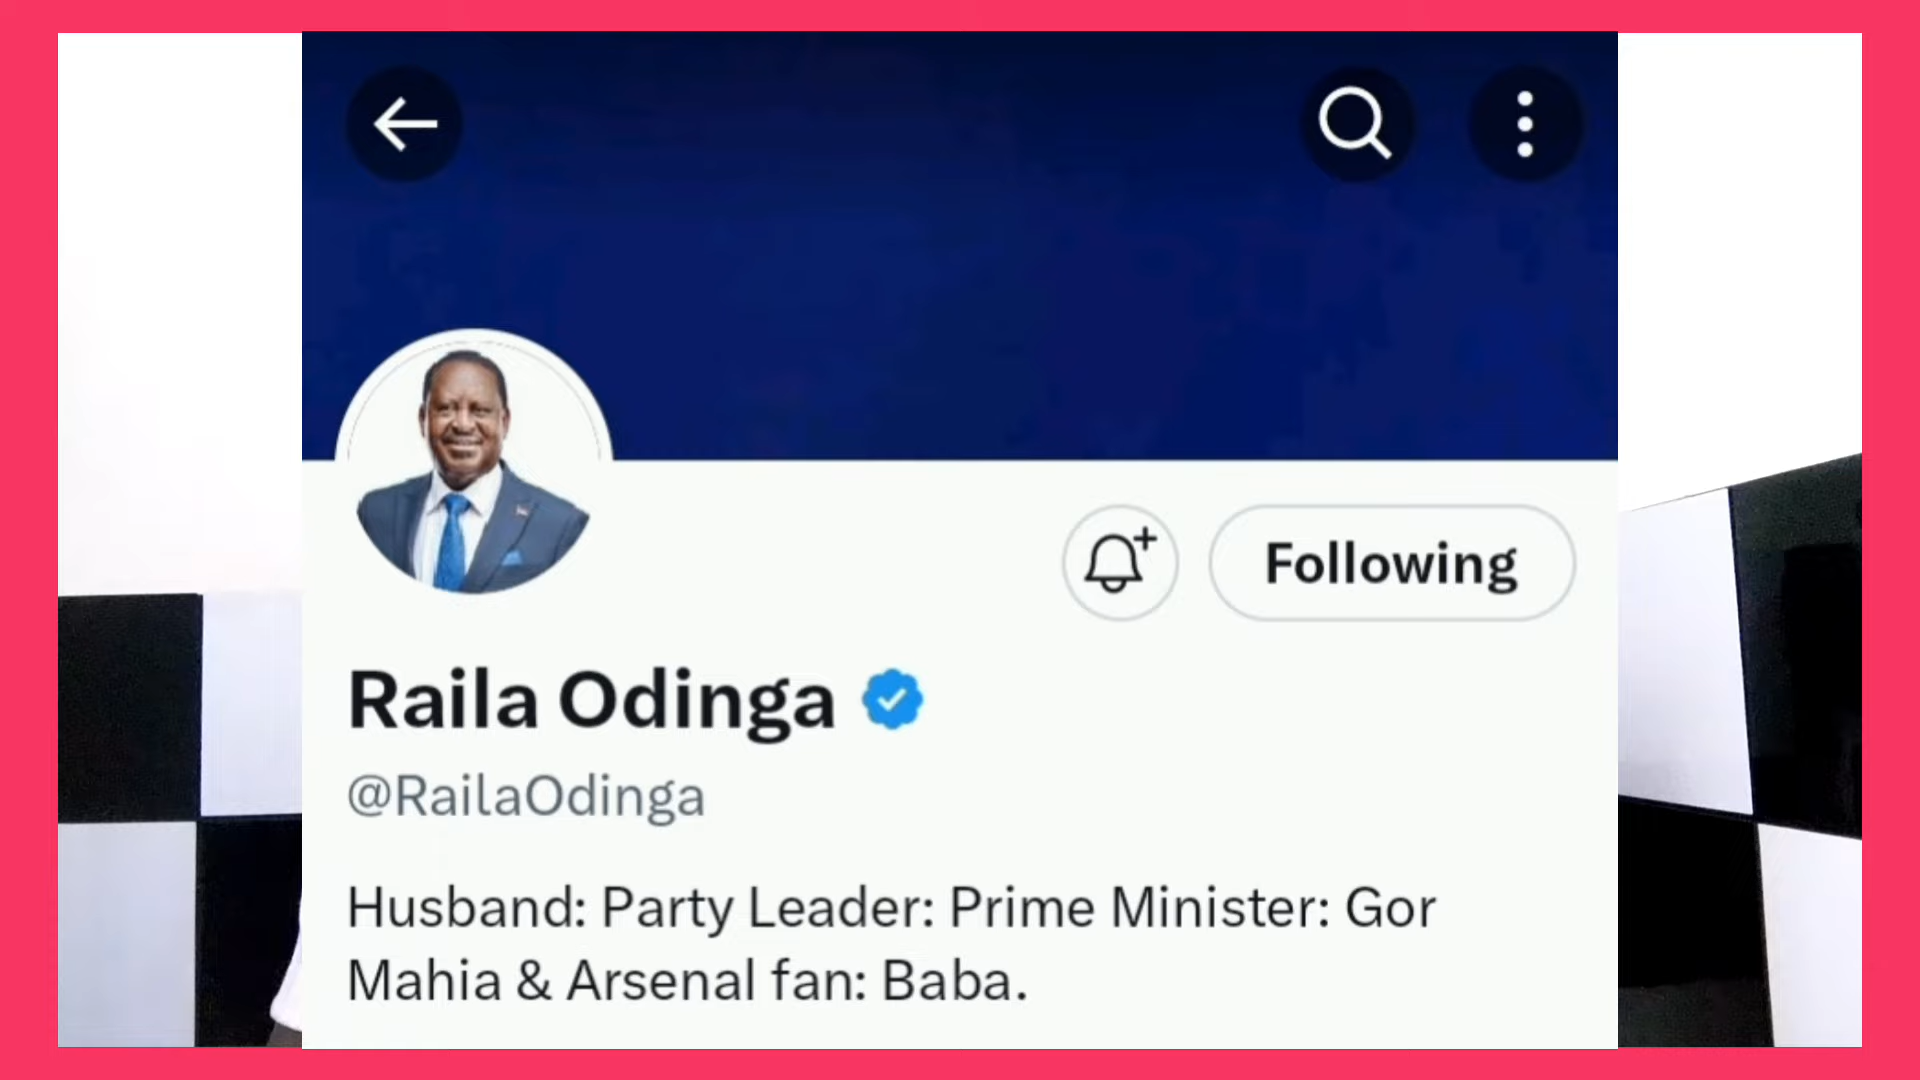 Following
Raila Odinga
@RailaOdinga
Husband: Party Leader: Prime Minister: Gor
Mahia & Arsenal fan: Baba.